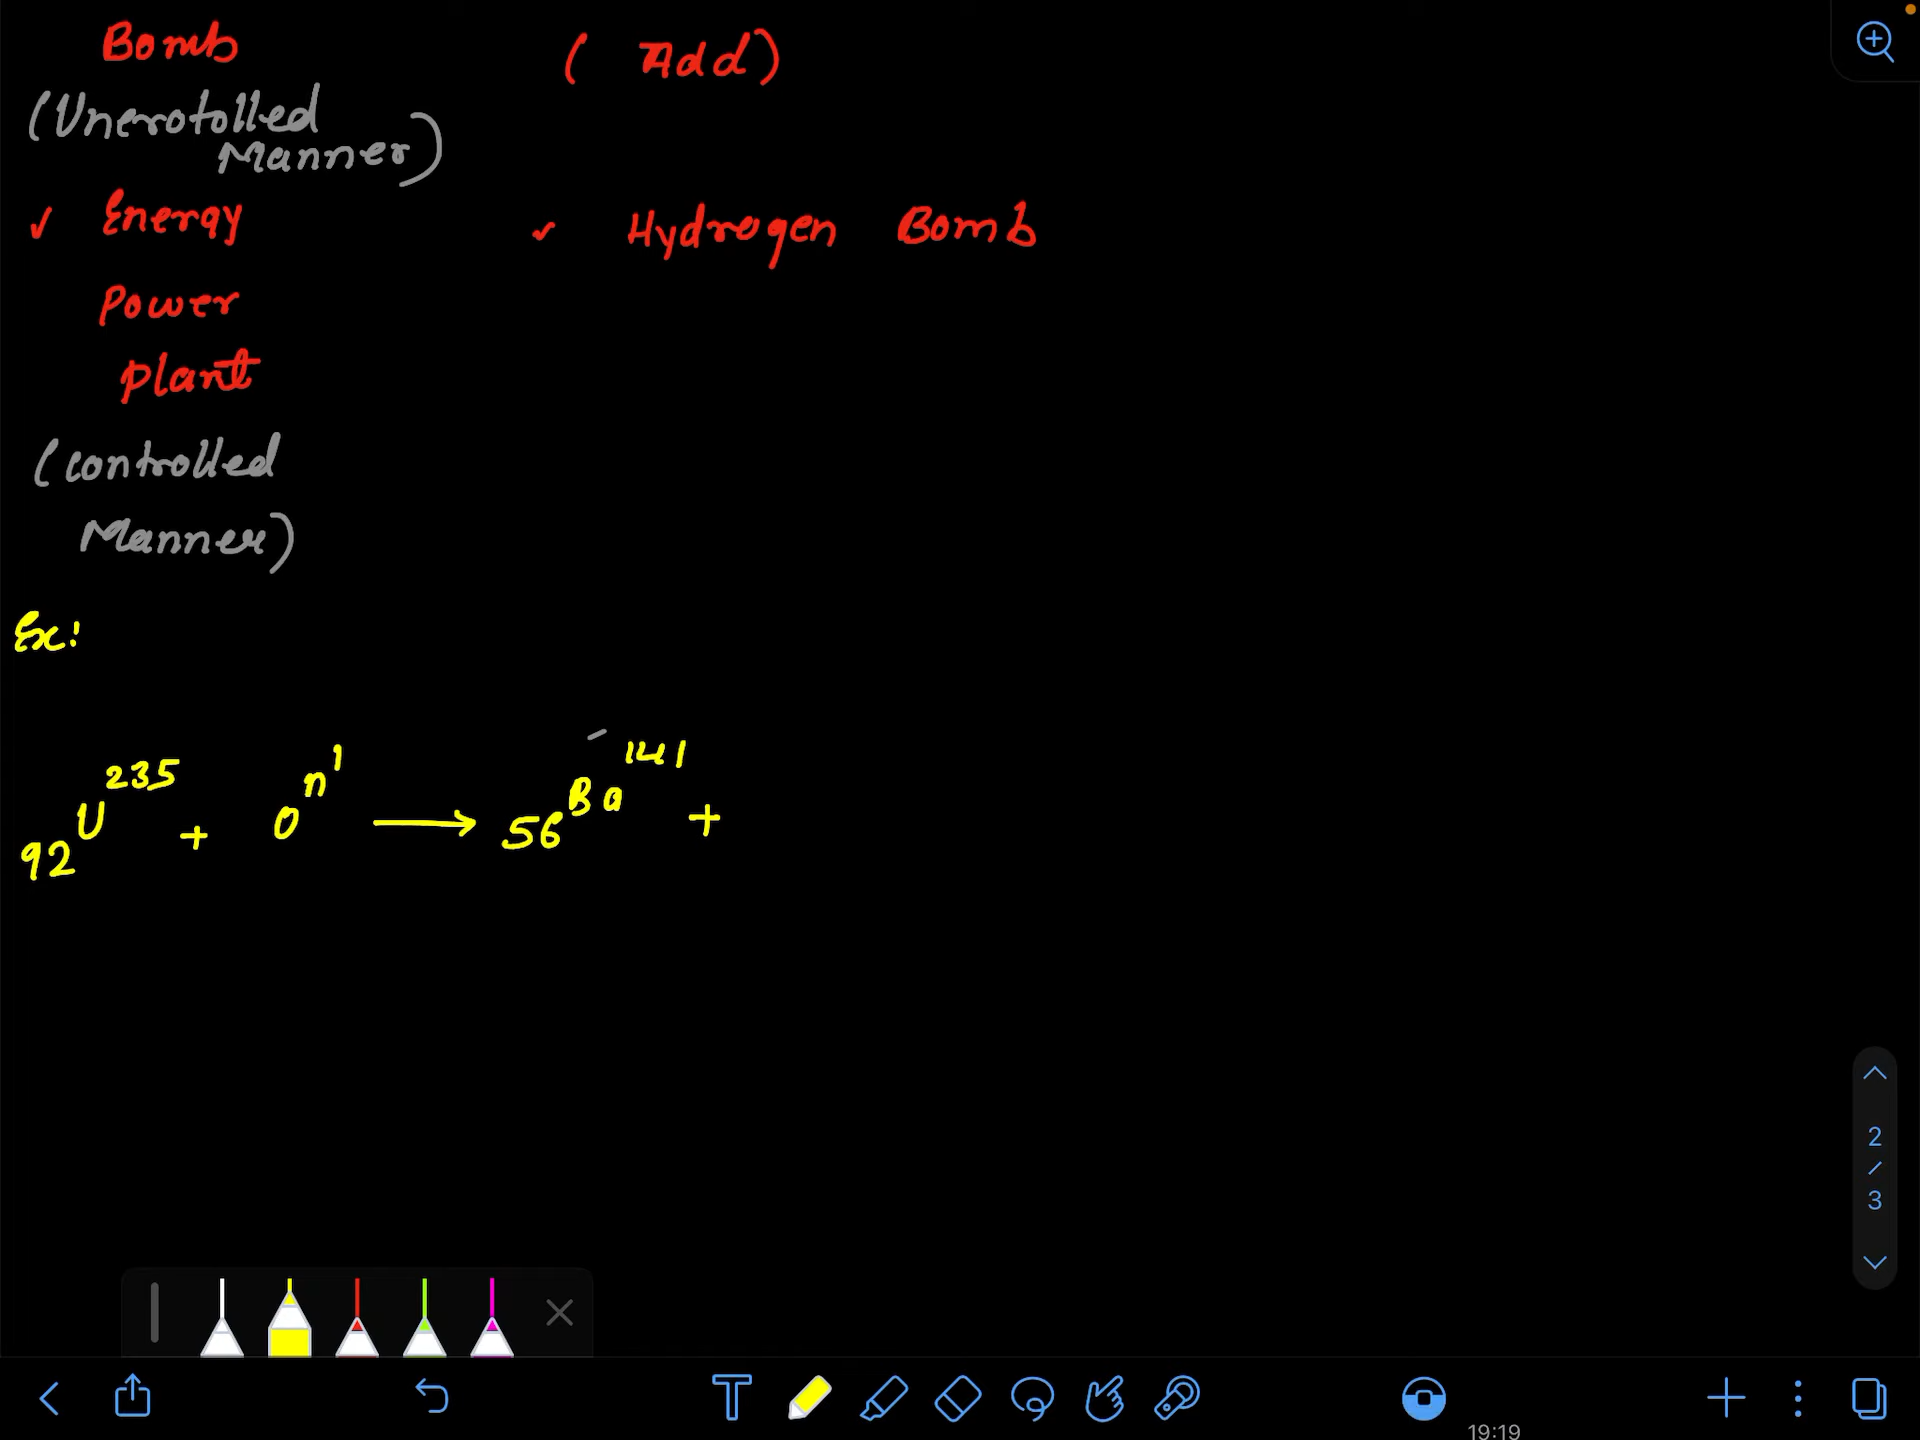 Bomb
( Add)
(Unerotolled
Manner)
✓ Energy
✓ Hydrogen Bomb
Power
plant
(controlled
Manner)
Ex:
₉₂U²³⁵ + ₀n¹ ⟶ ₅₆Ba¹⁴¹ +
2
/
3
19:19